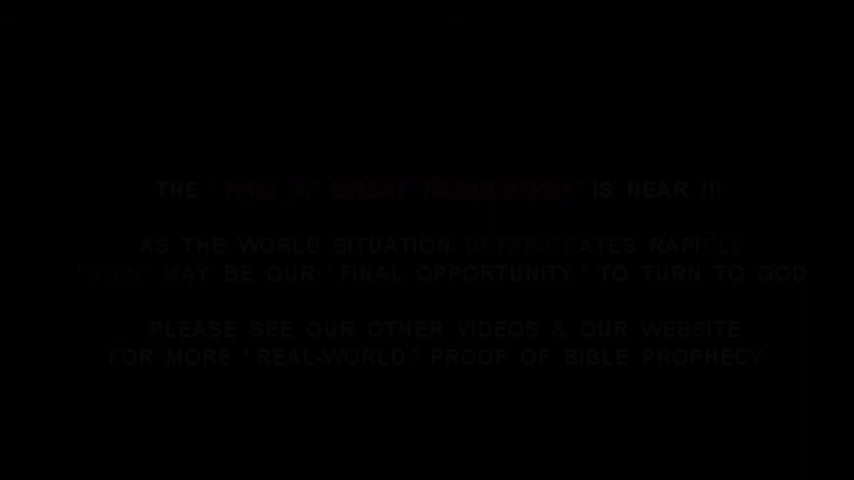 THE 'TIME OF GREAT TRIBULATION' IS NEAR !!!
AS THE WORLD SITUATION DETERIORATES RAPIDLY
'NOW' MAY BE OUR 'FINAL OPPORTUNITY' TO TURN TO GOD
PLEASE SEE OUR OTHER VIDEOS & OUR WEBSITE
FOR MORE 'REAL-WORLD' PROOF OF BIBLE PROPHECY